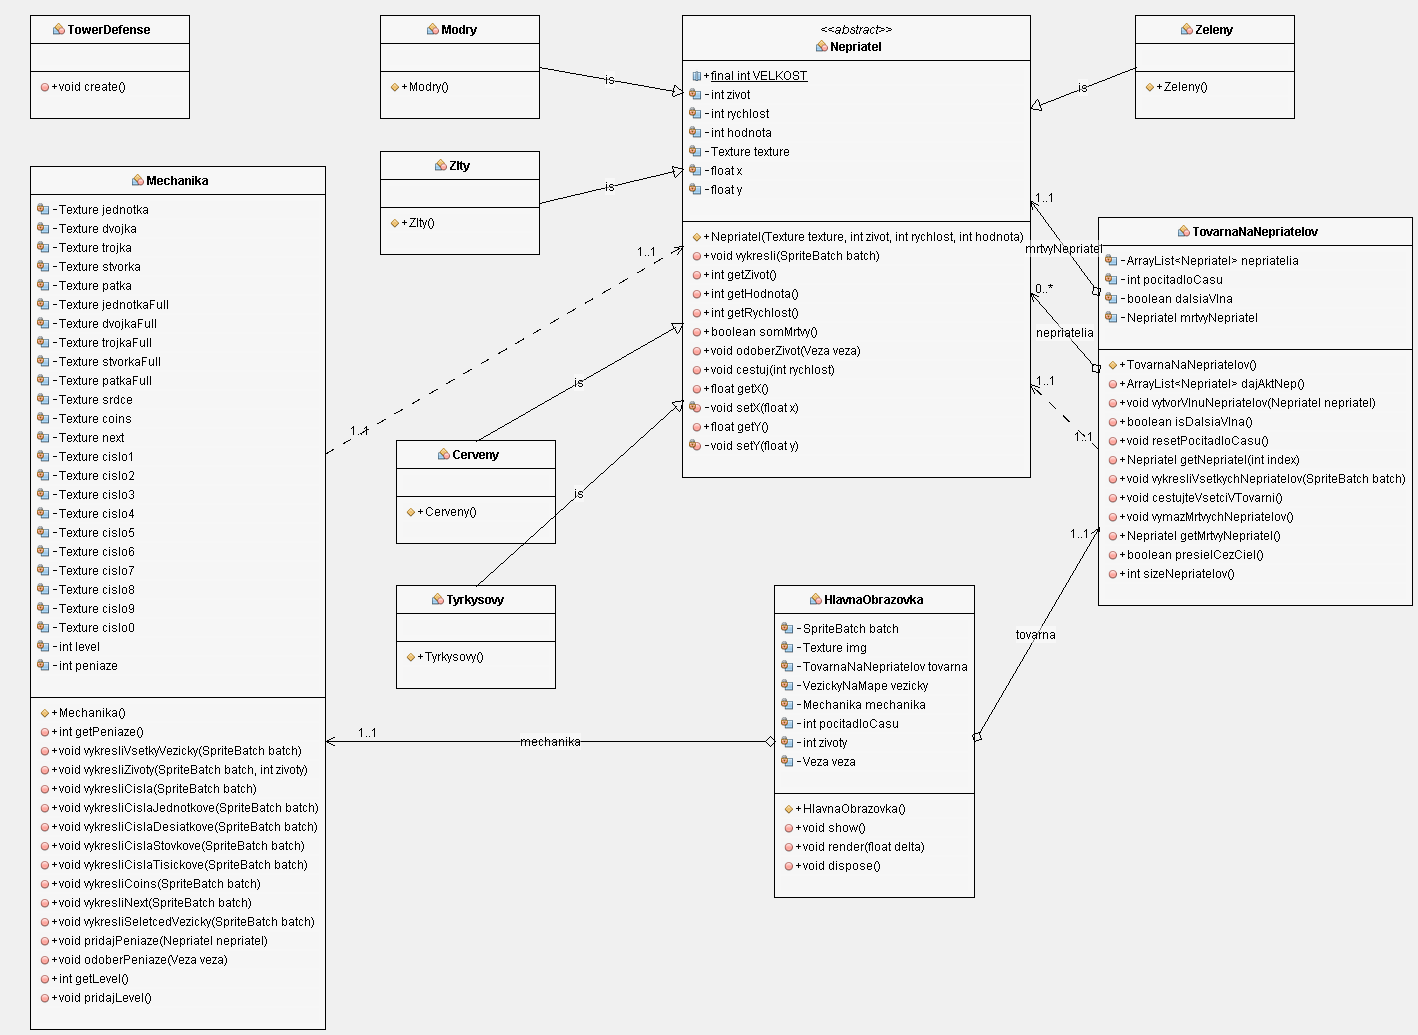 TowerDefense
+void create()
Modry
+Modry()
Zlty
+Zlty()
<<abstract>>
Nepriatel
+final int VELKOST
-int zivot
-int rychlost
-int hodnota
-Texture texture
-float x
-float y
+Nepriatel(Texture texture, int zivot, int rychlost, int hodnota)
+void vykresli(SpriteBatch batch)
+int getZivot()
+int getHodnota()
+int getRychlost()
+boolean somMrtvy()
+void odoberZivot(Veza veza)
+void cestuj(int rychlost)
+float getX()
-void setX(float x)
+float getY()
-void setY(float y)
Zeleny
+Zeleny()
is
is
is
is
is
1..1
1..1
1..1
mrtvyNepriatel
0..*
nepriatelia
1..1
1..1
Mechanika
-Texture jednotka
-Texture dvojka
-Texture trojka
-Texture stvorka
-Texture patka
-Texture jednotkaFull
-Texture dvojkaFull
-Texture trojkaFull
-Texture stvorkaFull
-Texture patkaFull
-Texture srdce
-Texture coins
-Texture next
-Texture cislo1
-Texture cislo2
-Texture cislo3
-Texture cislo4
-Texture cislo5
-Texture cislo6
-Texture cislo7
-Texture cislo8
-Texture cislo9
-Texture cislo0
-int level
-int peniaze
+Mechanika()
+int getPeniaze()
+void vykresliVsetkyVezicky(SpriteBatch batch)
+void vykresliZivoty(SpriteBatch batch, int zivoty)
+void vykresliCisla(SpriteBatch batch)
+void vykresliCislaJednotkove(SpriteBatch batch)
+void vykresliCislaDesiatkove(SpriteBatch batch)
+void vykresliCislaStovkove(SpriteBatch batch)
+void vykresliCislaTisickove(SpriteBatch batch)
+void vykresliCoins(SpriteBatch batch)
+void vykresliNext(SpriteBatch batch)
+void vykresliSeletcedVezicky(SpriteBatch batch)
+void pridajPeniaze(Nepriatel nepriatel)
+void odoberPeniaze(Veza veza)
+int getLevel()
+void pridajLevel()
TovarnaNaNepriatelov
-ArrayList<Nepriatel> nepriatelia
-int pocitadloCasu
-boolean dalsiaVlna
-Nepriatel mrtvyNepriatel
+TovarnaNaNepriatelov()
+ArrayList<Nepriatel> dajAktNep()
+void vytvorVlnuNepriatelov(Nepriatel nepriatel)
+boolean isDalsiaVlna()
+void resetPocitadloCasu()
+Nepriatel getNepriatel(int index)
+void vykresliVsetkychNepriatelov(SpriteBatch batch)
+void cestujteVsetciVTovarni()
+void vymazMrtvychNepriatelov()
+Nepriatel getMrtvyNepriatel()
+boolean presielCezCiel()
+int sizeNepriatelov()
Cerveny
+Cerveny()
Tyrkysovy
+Tyrkysovy()
HlavnaObrazovka
-SpriteBatch batch
-Texture img
-TovarnaNaNepriatelov tovarna
-VezickyNaMape vezicky
-Mechanika mechanika
-int pocitadloCasu
-int zivoty
-Veza veza
+HlavnaObrazovka()
+void show()
+void render(float delta)
+void dispose()
1..1
tovarna
1..1
mechanika